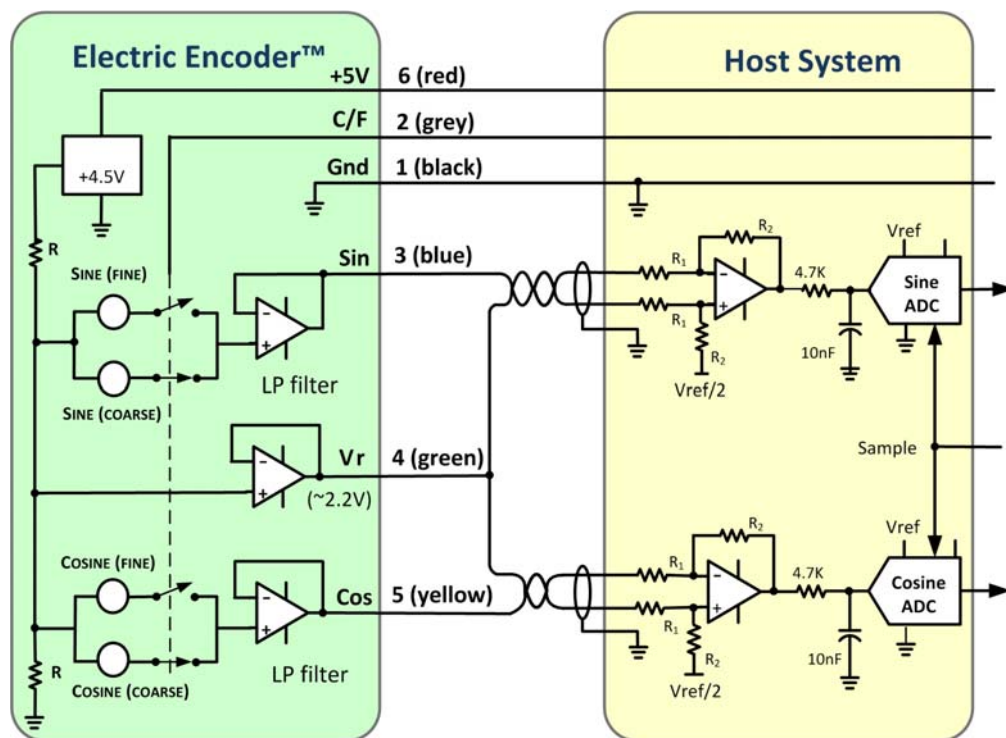 Electric Encoder™
Host System
+5V 6 (red)
C/F 2 (grey)
+4.5V
Gnd 1 (black)
R
SINE (FINE)
Sin 3 (blue)
R₁
R₂
Vref
Sine
ADC
4.7K
R₁
R₂
10nF
Vref/2
LP filter
SINE (COARSE)
Vr 4 (green)
(~2.2V)
Sample
COSINE (FINE)
Cos 5 (yellow)
R₁
R₂
Vref
Cosine
ADC
4.7K
R₁
R₂
10nF
Vref/2
R
COSINE (COARSE)
LP filter
-
+
-
+
-
+
-
+
-
+